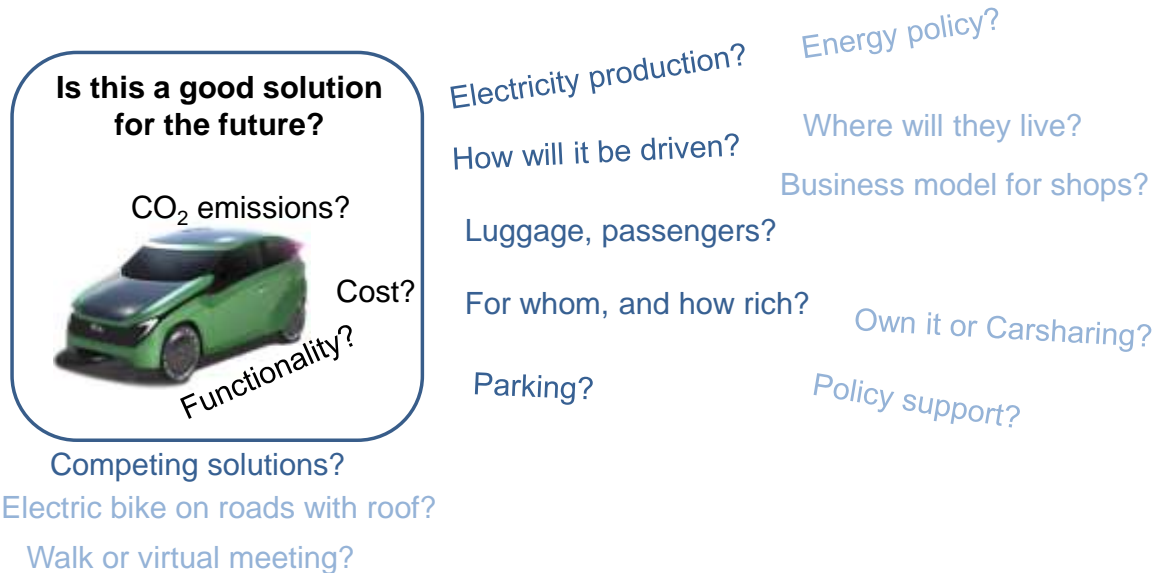 Is this a good solution
for the future?
CO₂ emissions?
Cost?
Functionality?
Competing solutions?
Electric bike on roads with roof?
Walk or virtual meeting?
Electricity production?
How will it be driven?
Luggage, passengers?
For whom, and how rich?
Parking?
Energy policy?
Where will they live?
Business model for shops?
Own it or Carsharing?
Policy support?